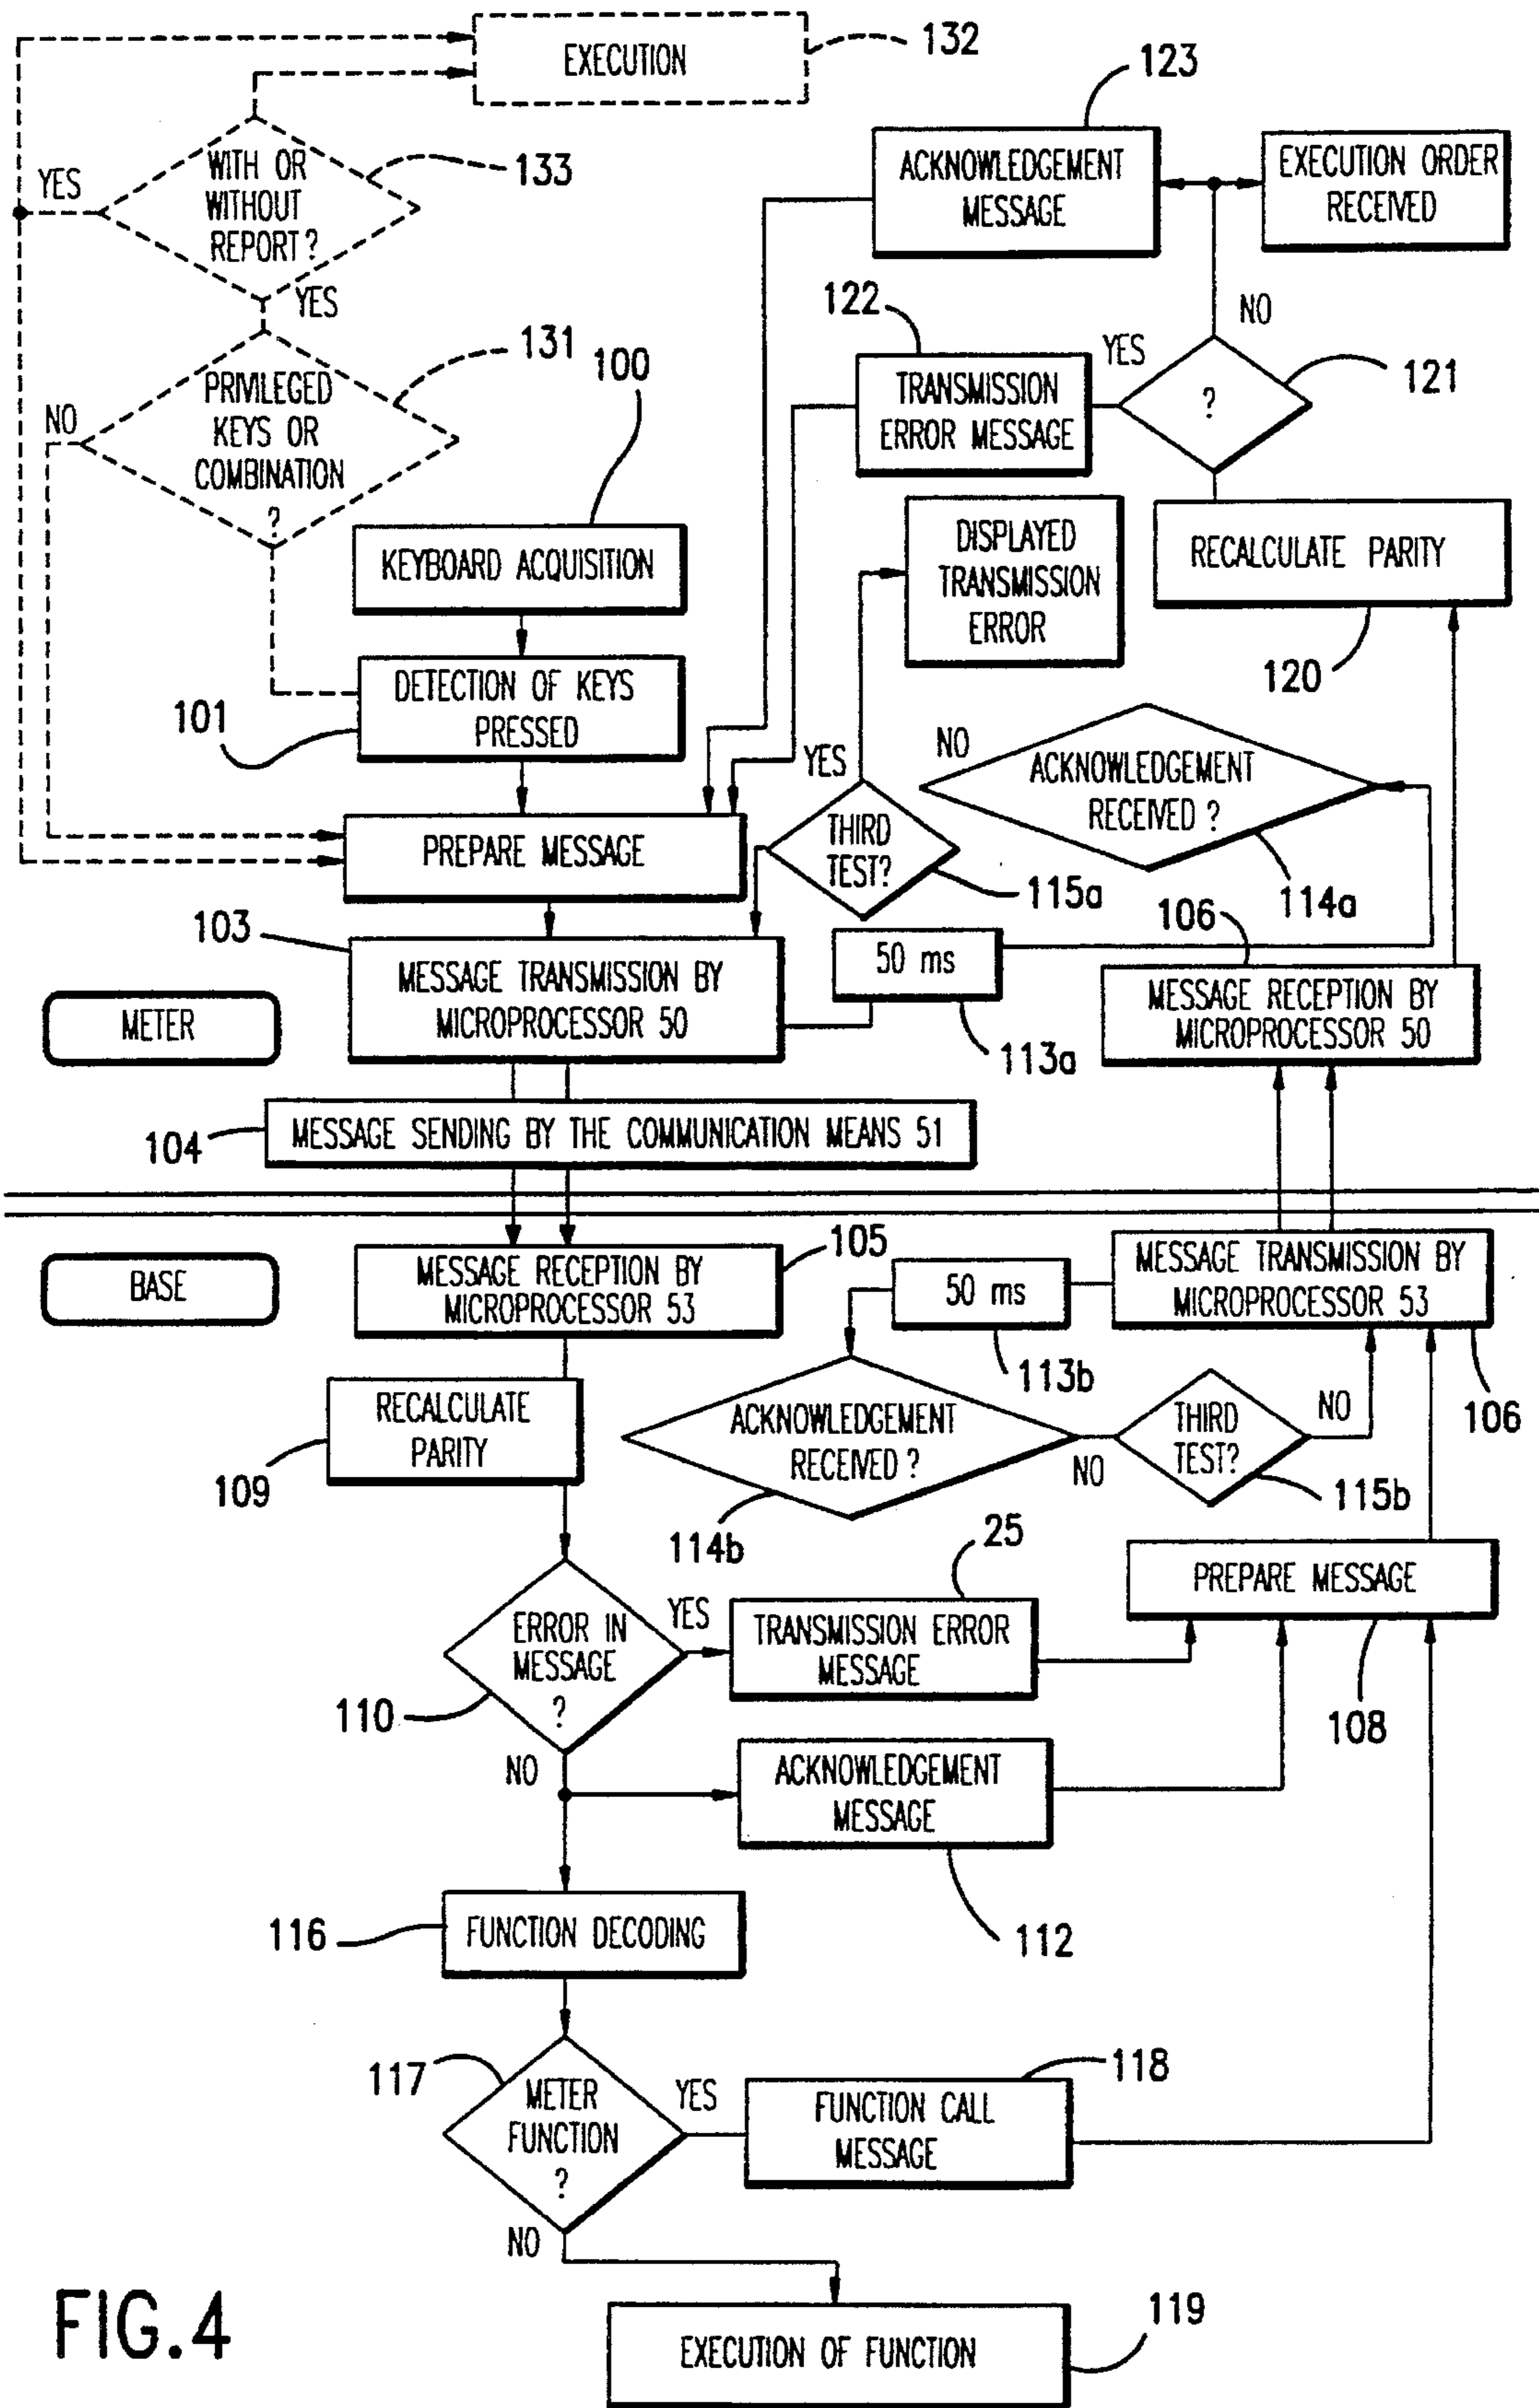 EXECUTION
132
123
WITH OR
WITHOUT
REPORT?
133
YES
YES
ACKNOWLEDGEMENT
MESSAGE
EXECUTION ORDER
RECEIVED
NO
122
TRANSMISSION
ERROR MESSAGE
YES
?
121
PRIVILEGED
KEYS OR
COMBINATION
?
131
NO
100
KEYBOARD ACQUISITION
DISPLAYED
TRANSMISSION
ERROR
RECALCULATE PARITY
120
DETECTION OF KEYS
PRESSED
101
YES
NO
ACKNOWLEDGEMENT
RECEIVED?
114a
PREPARE MESSAGE
THIRD
TEST?
115a
103
MESSAGE TRANSMISSION BY
MICROPROCESSOR 50
50 ms
113a
106
MESSAGE RECEPTION BY
MICROPROCESSOR 50
METER
104
MESSAGE SENDING BY THE COMMUNICATION MEANS 51
BASE
MESSAGE RECEPTION BY
MICROPROCESSOR 53
105
50 ms
113b
MESSAGE TRANSMISSION BY
MICROPROCESSOR 53
106
RECALCULATE
PARITY
109
ACKNOWLEDGEMENT
RECEIVED?
114b
NO
THIRD
TEST?
115b
NO
25
PREPARE MESSAGE
108
ERROR IN
MESSAGE
?
110
YES
TRANSMISSION ERROR
MESSAGE
NO
ACKNOWLEDGEMENT
MESSAGE
112
116
FUNCTION DECODING
117
METER
FUNCTION
?
YES
118
FUNCTION CALL
MESSAGE
NO
EXECUTION OF FUNCTION
119
FIG.4